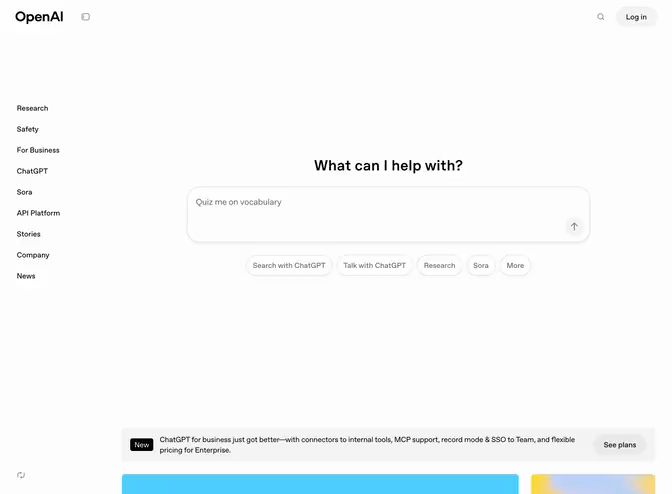 OpenAI
Log in
Research
Safety
For Business
ChatGPT
Sora
API Platform
Stories
Company
News
What can I help with?
Quiz me on vocabulary
Search with ChatGPT
Talk with ChatGPT
Research
Sora
More
New
ChatGPT for business just got better—with connectors to internal tools, MCP support, record mode & SSO to Team, and flexible
pricing for Enterprise.
See plans